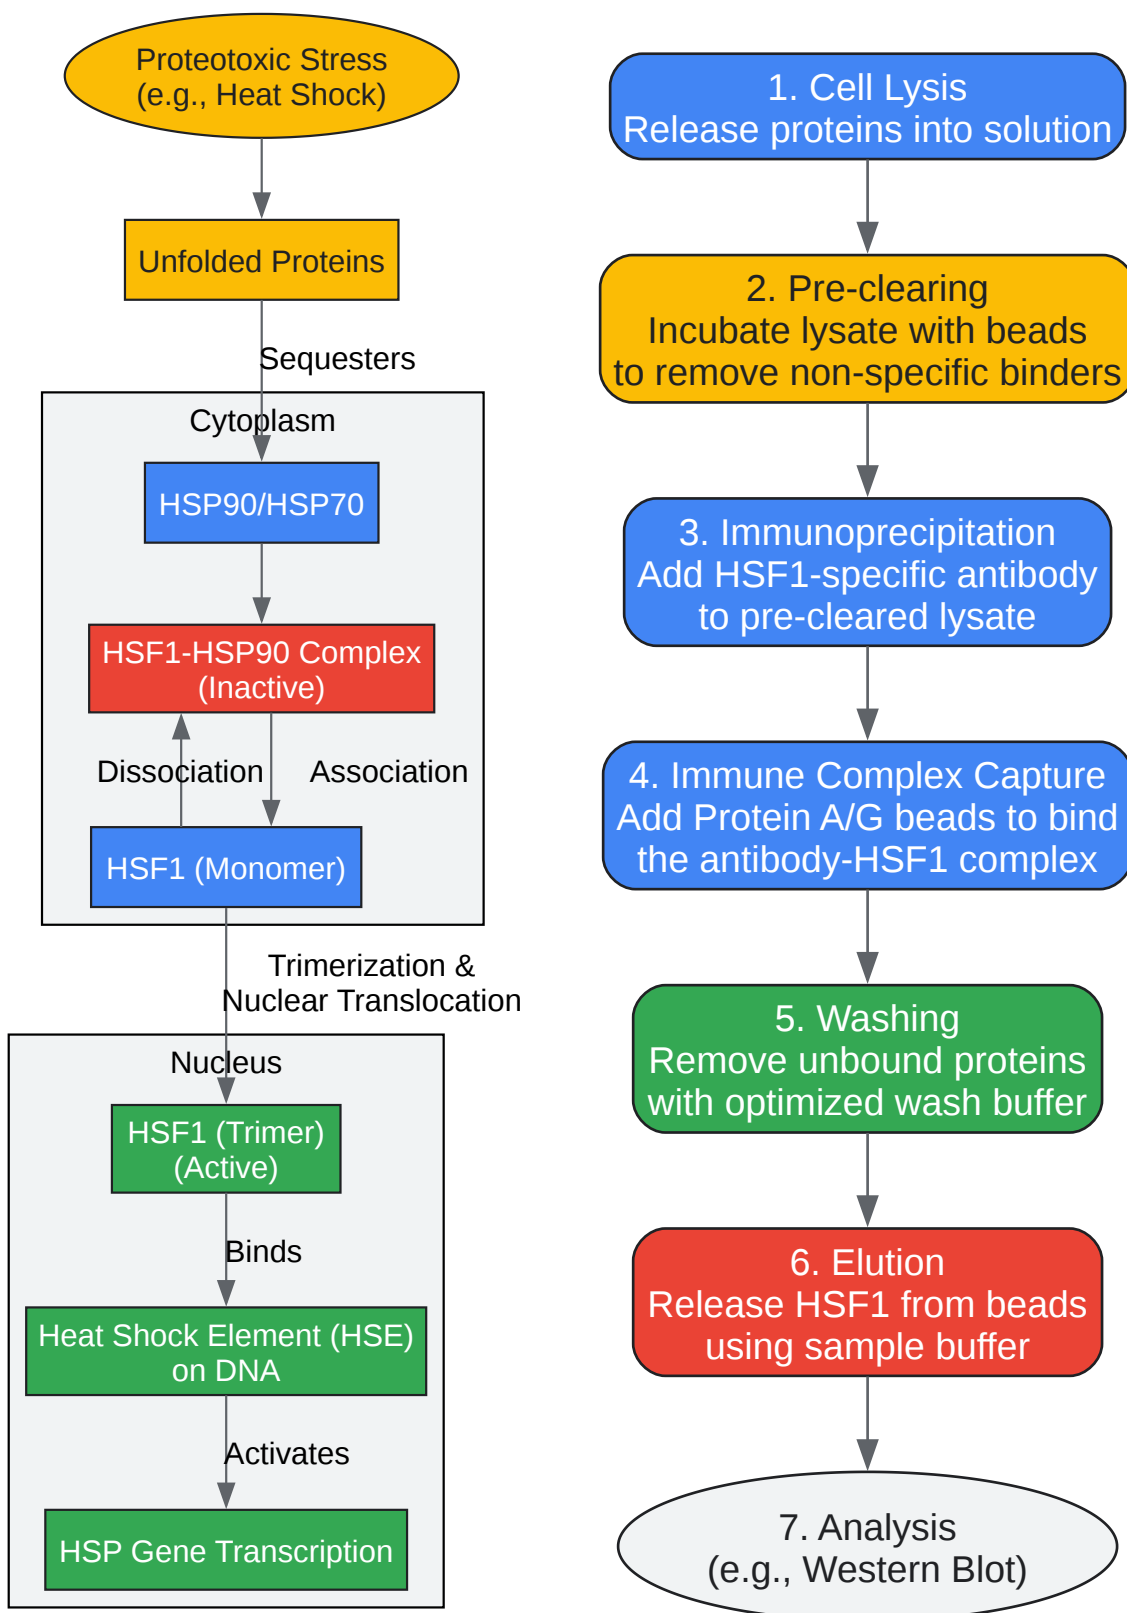 Proteotoxic Stress
(e.g., Heat Shock)
Unfolded Proteins
Sequesters
Cytoplasm
HSP90/HSP70
HSF1-HSP90 Complex
(Inactive)
Dissociation
Association
HSF1 (Monomer)
Trimerization &
Nuclear Translocation
Nucleus
HSF1 (Trimer)
(Active)
Binds
Heat Shock Element (HSE)
on DNA
Activates
HSP Gene Transcription
1. Cell Lysis
Release proteins into solution
2. Pre-clearing
Incubate lysate with beads
to remove non-specific binders
3. Immunoprecipitation
Add HSF1-specific antibody
to pre-cleared lysate
4. Immune Complex Capture
Add Protein A/G beads to bind
the antibody-HSF1 complex
5. Washing
Remove unbound proteins
with optimized wash buffer
6. Elution
Release HSF1 from beads
using sample buffer
7. Analysis
(e.g., Western Blot)